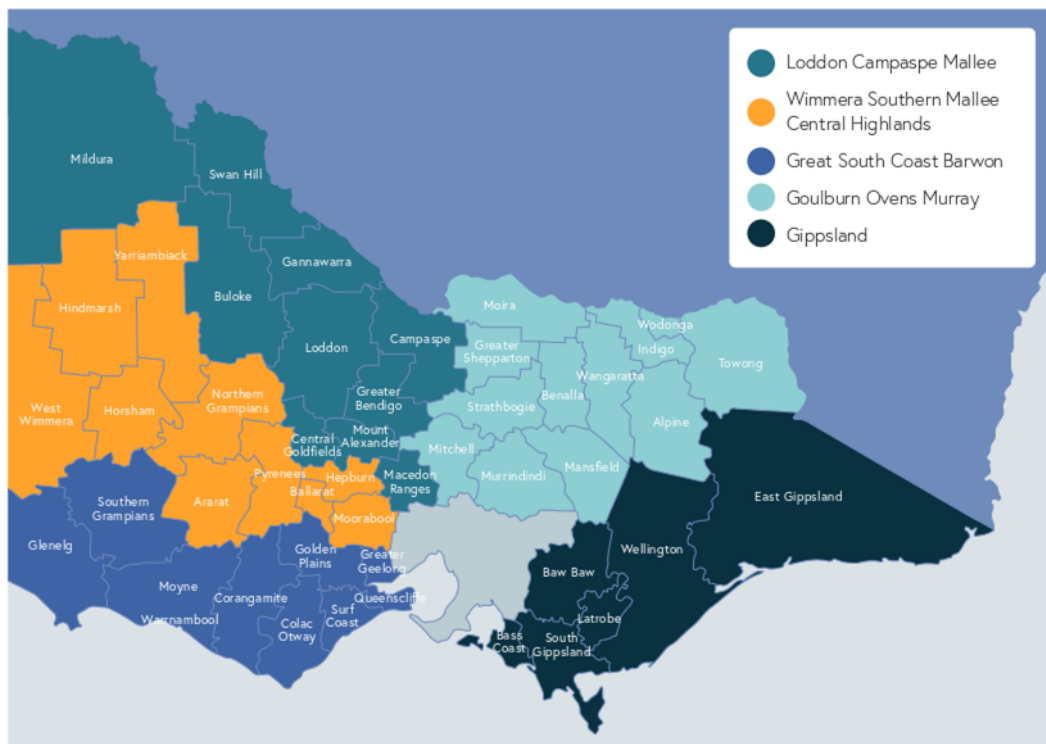 Loddon Campaspe Mallee
Wimmera Southern Mallee
Central Highlands
Great South Coast Barwon
Goulburn Ovens Murray
Gippsland
Mildura
Swan Hill
Yarriambiack
Gannawarra
Buloke
Hindmarsh
Loddon
Campaspe
Moira
Wodonga
Greater
Shepparton
Indigo
Towong
Wangaratta
Benalla
Greater
Bengido
Strathbogie
Alpine
West
Wimmera
Horsham
Northern
Grampians
Mount
Alexander
Central
Goldfields
Mitchell
Murrindindi
Mansfield
Macedon
Ranges
Pyrenees
Hepburn
Ballarat
Ararat
Moorabool
Southern
Grampians
East Gippsland
Glenelg
Golden
Plains
Greater
Geelong
Wellington
Moyne
Baw Baw
Corangamite
Queenscliffe
Warrnambool
Surf
Coast
Colac
Otway
Latrobe
Bass
Coast
South
Gippsland